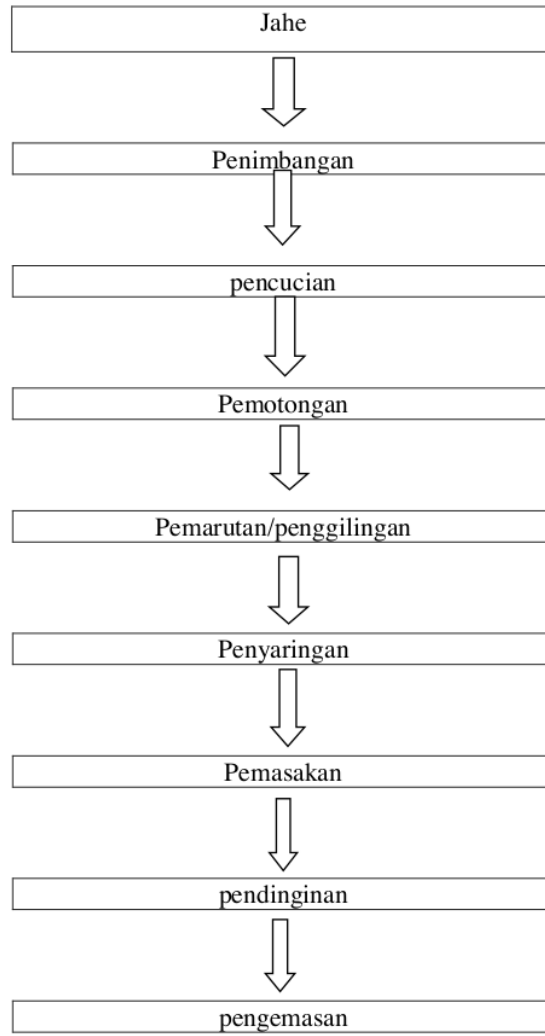 Jahe
Penimbangan
pencucian
Pemotongan
Pemarutan/penggilingan
Penyaringan
Pemasakan
pendinginan
pengemasan